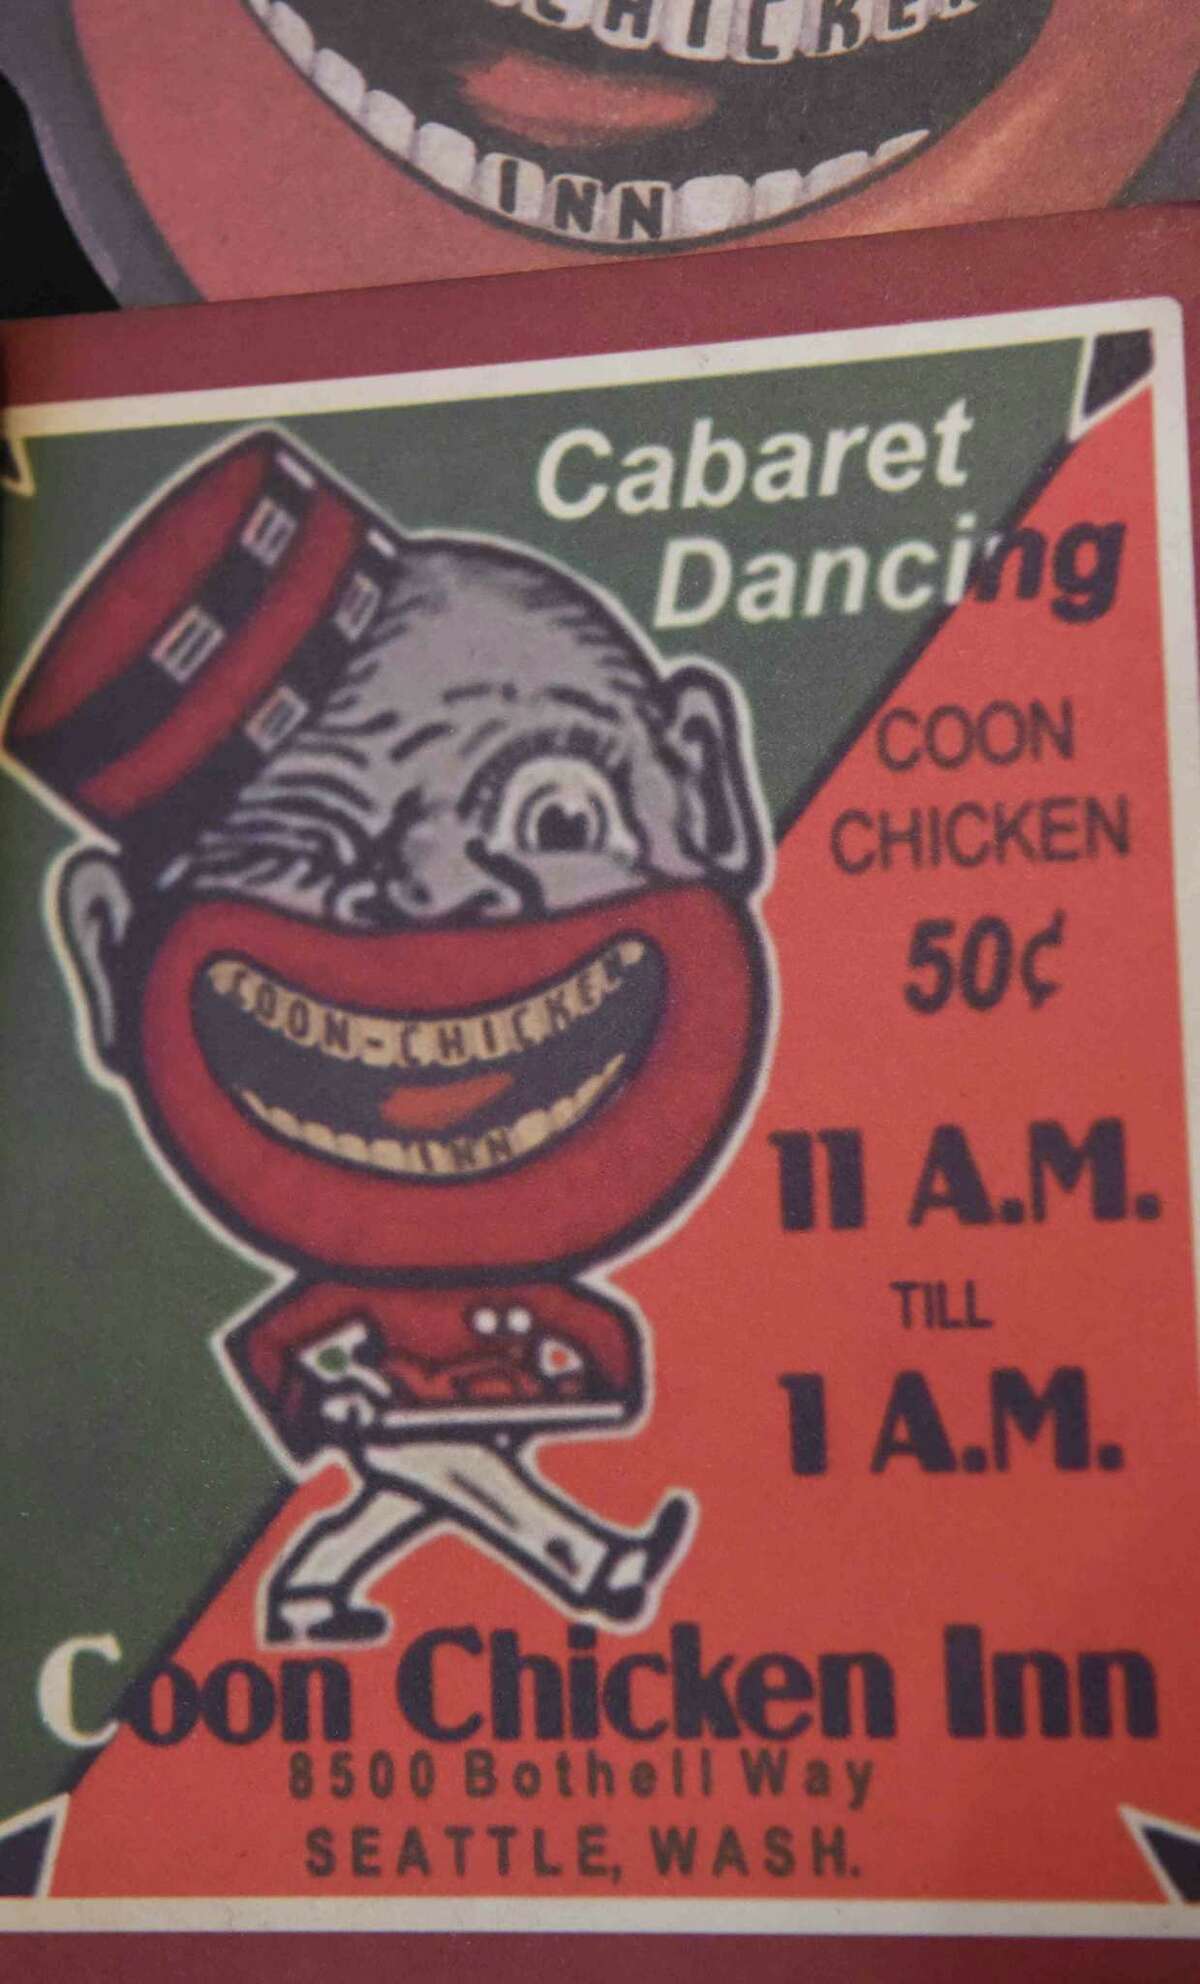 CHICKEN
INN
Cabaret
Dancing
COON
CHICKEN
50¢
COON-CHICKEN
INN
11 A.M.
TILL
1 A.M.
Coon Chicken Inn
8500 Bothell Way
SEATTLE, WASH.